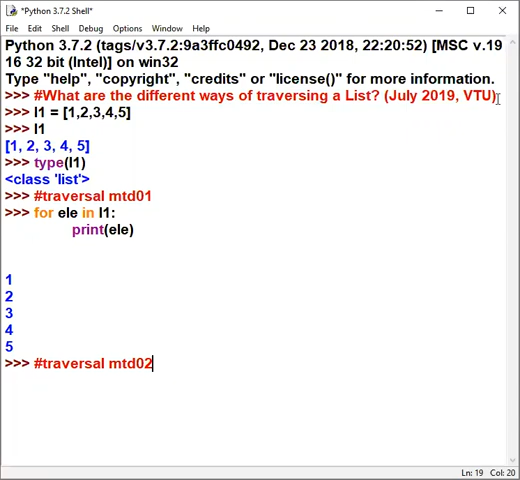 *Python 3.7.2 Shell*
File Edit Shell Debug Options Window Help
Python 3.7.2 (tags/v3.7.2:9a3ffc0492, Dec 23 2018, 22:20:52) [MSC v.19
16 32 bit (Intel)] on win32
Type "help", "copyright", "credits" or "license()" for more information.
>>> #What are the different ways of traversing a List? (July 2019, VTU)
>>> l1 = [1,2,3,4,5]
>>> l1
[1, 2, 3, 4, 5]
>>> type(l1)
<class 'list'>
>>> #traversal mtd01
>>> for ele in l1:
print(ele)
1
2
3
4
5
>>> #traversal mtd02
Ln: 19 Col: 20